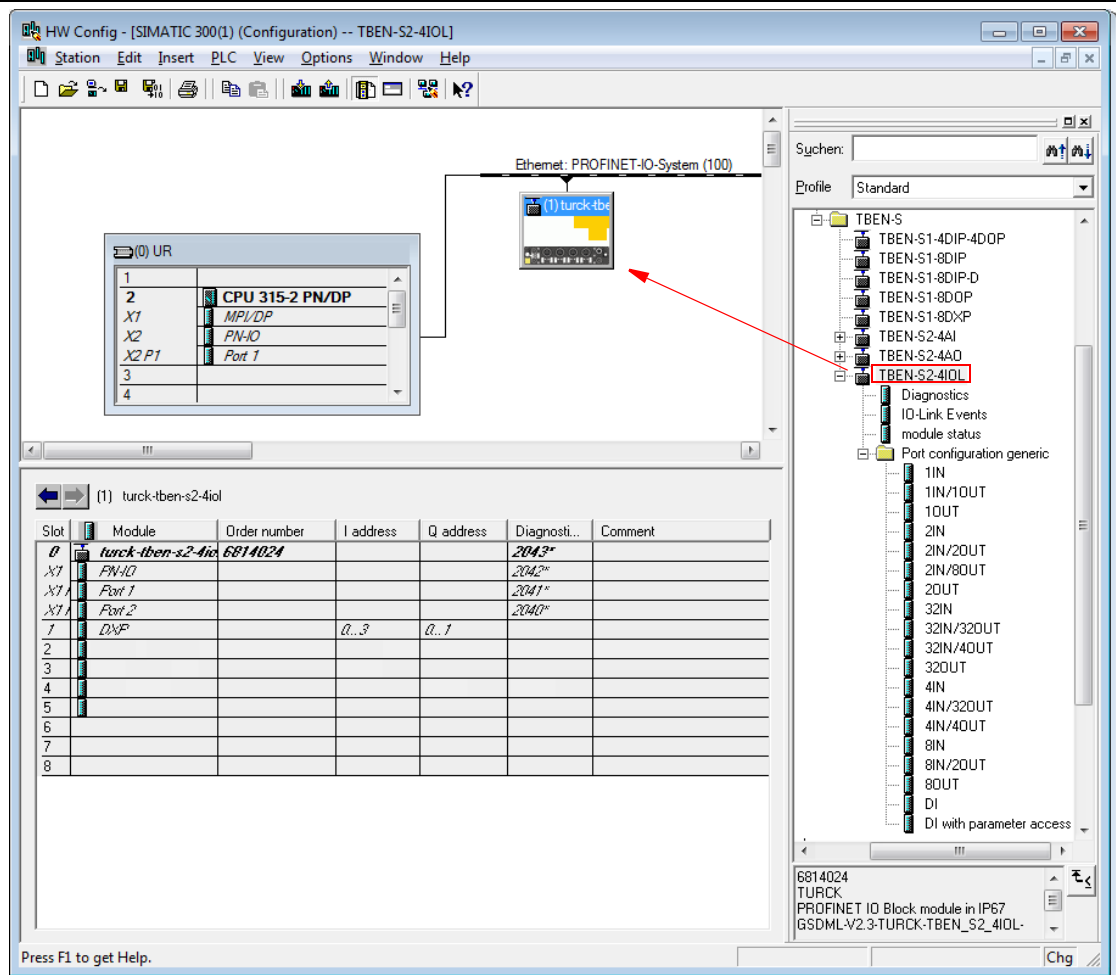 HW Config - [SIMATIC 300(1) (Configuration) -- TBEN-S2-4IOL]
Station Edit Insert PLC View Options Window Help
Ethernet: PROFINET-IO-System (100)
(1) turck-tbe
(0) UR
1
2 CPU 315-2 PN/DP
X1 MPI/DP
X2 PN-IO
X2 P1 Port 1
3
4
(1) turck-tben-s2-4iol
Slot Module Order number I address Q address Diagnosti... Comment
0 turck-tben-s2-4io 6814024 2043*
X1 PN-IO 2042*
X1 Port 1 2041*
X1 Port 2 2040*
1 DXP 0..3 0..1
2
3
4
5
6
7
8
Suchen:
Profile Standard
TBEN-S
TBEN-S1-4DIP-4DOP
TBEN-S1-8DIP
TBEN-S1-8DIP-D
TBEN-S1-8DOP
TBEN-S1-8DXP
TBEN-S2-4AI
TBEN-S2-4AO
TBEN-S2-4IOL
Diagnostics
IO-Link Events
module status
Port configuration generic
1IN
1IN/1OUT
1OUT
2IN
2IN/2OUT
2IN/8OUT
2OUT
32IN
32IN/32OUT
32IN/4OUT
32OUT
4IN
4IN/32OUT
4IN/4OUT
8IN
8IN/2OUT
8OUT
DI
DI with parameter access
6814024
TURCK
PROFINET IO Block module in IP67
GSDML-V2.3-TURCK-TBEN_S2_4IOL-
Press F1 to get Help.
Chg